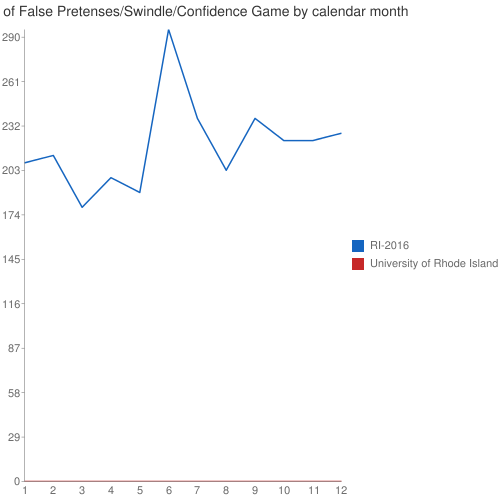 of False Pretenses/Swindle/Confidence Game by calendar month
290
261
232
203
174
145
116
87
58
29
0
1 2 3 4 5 6 7 8 9 10 11 12
RI-2016
University of Rhode Island